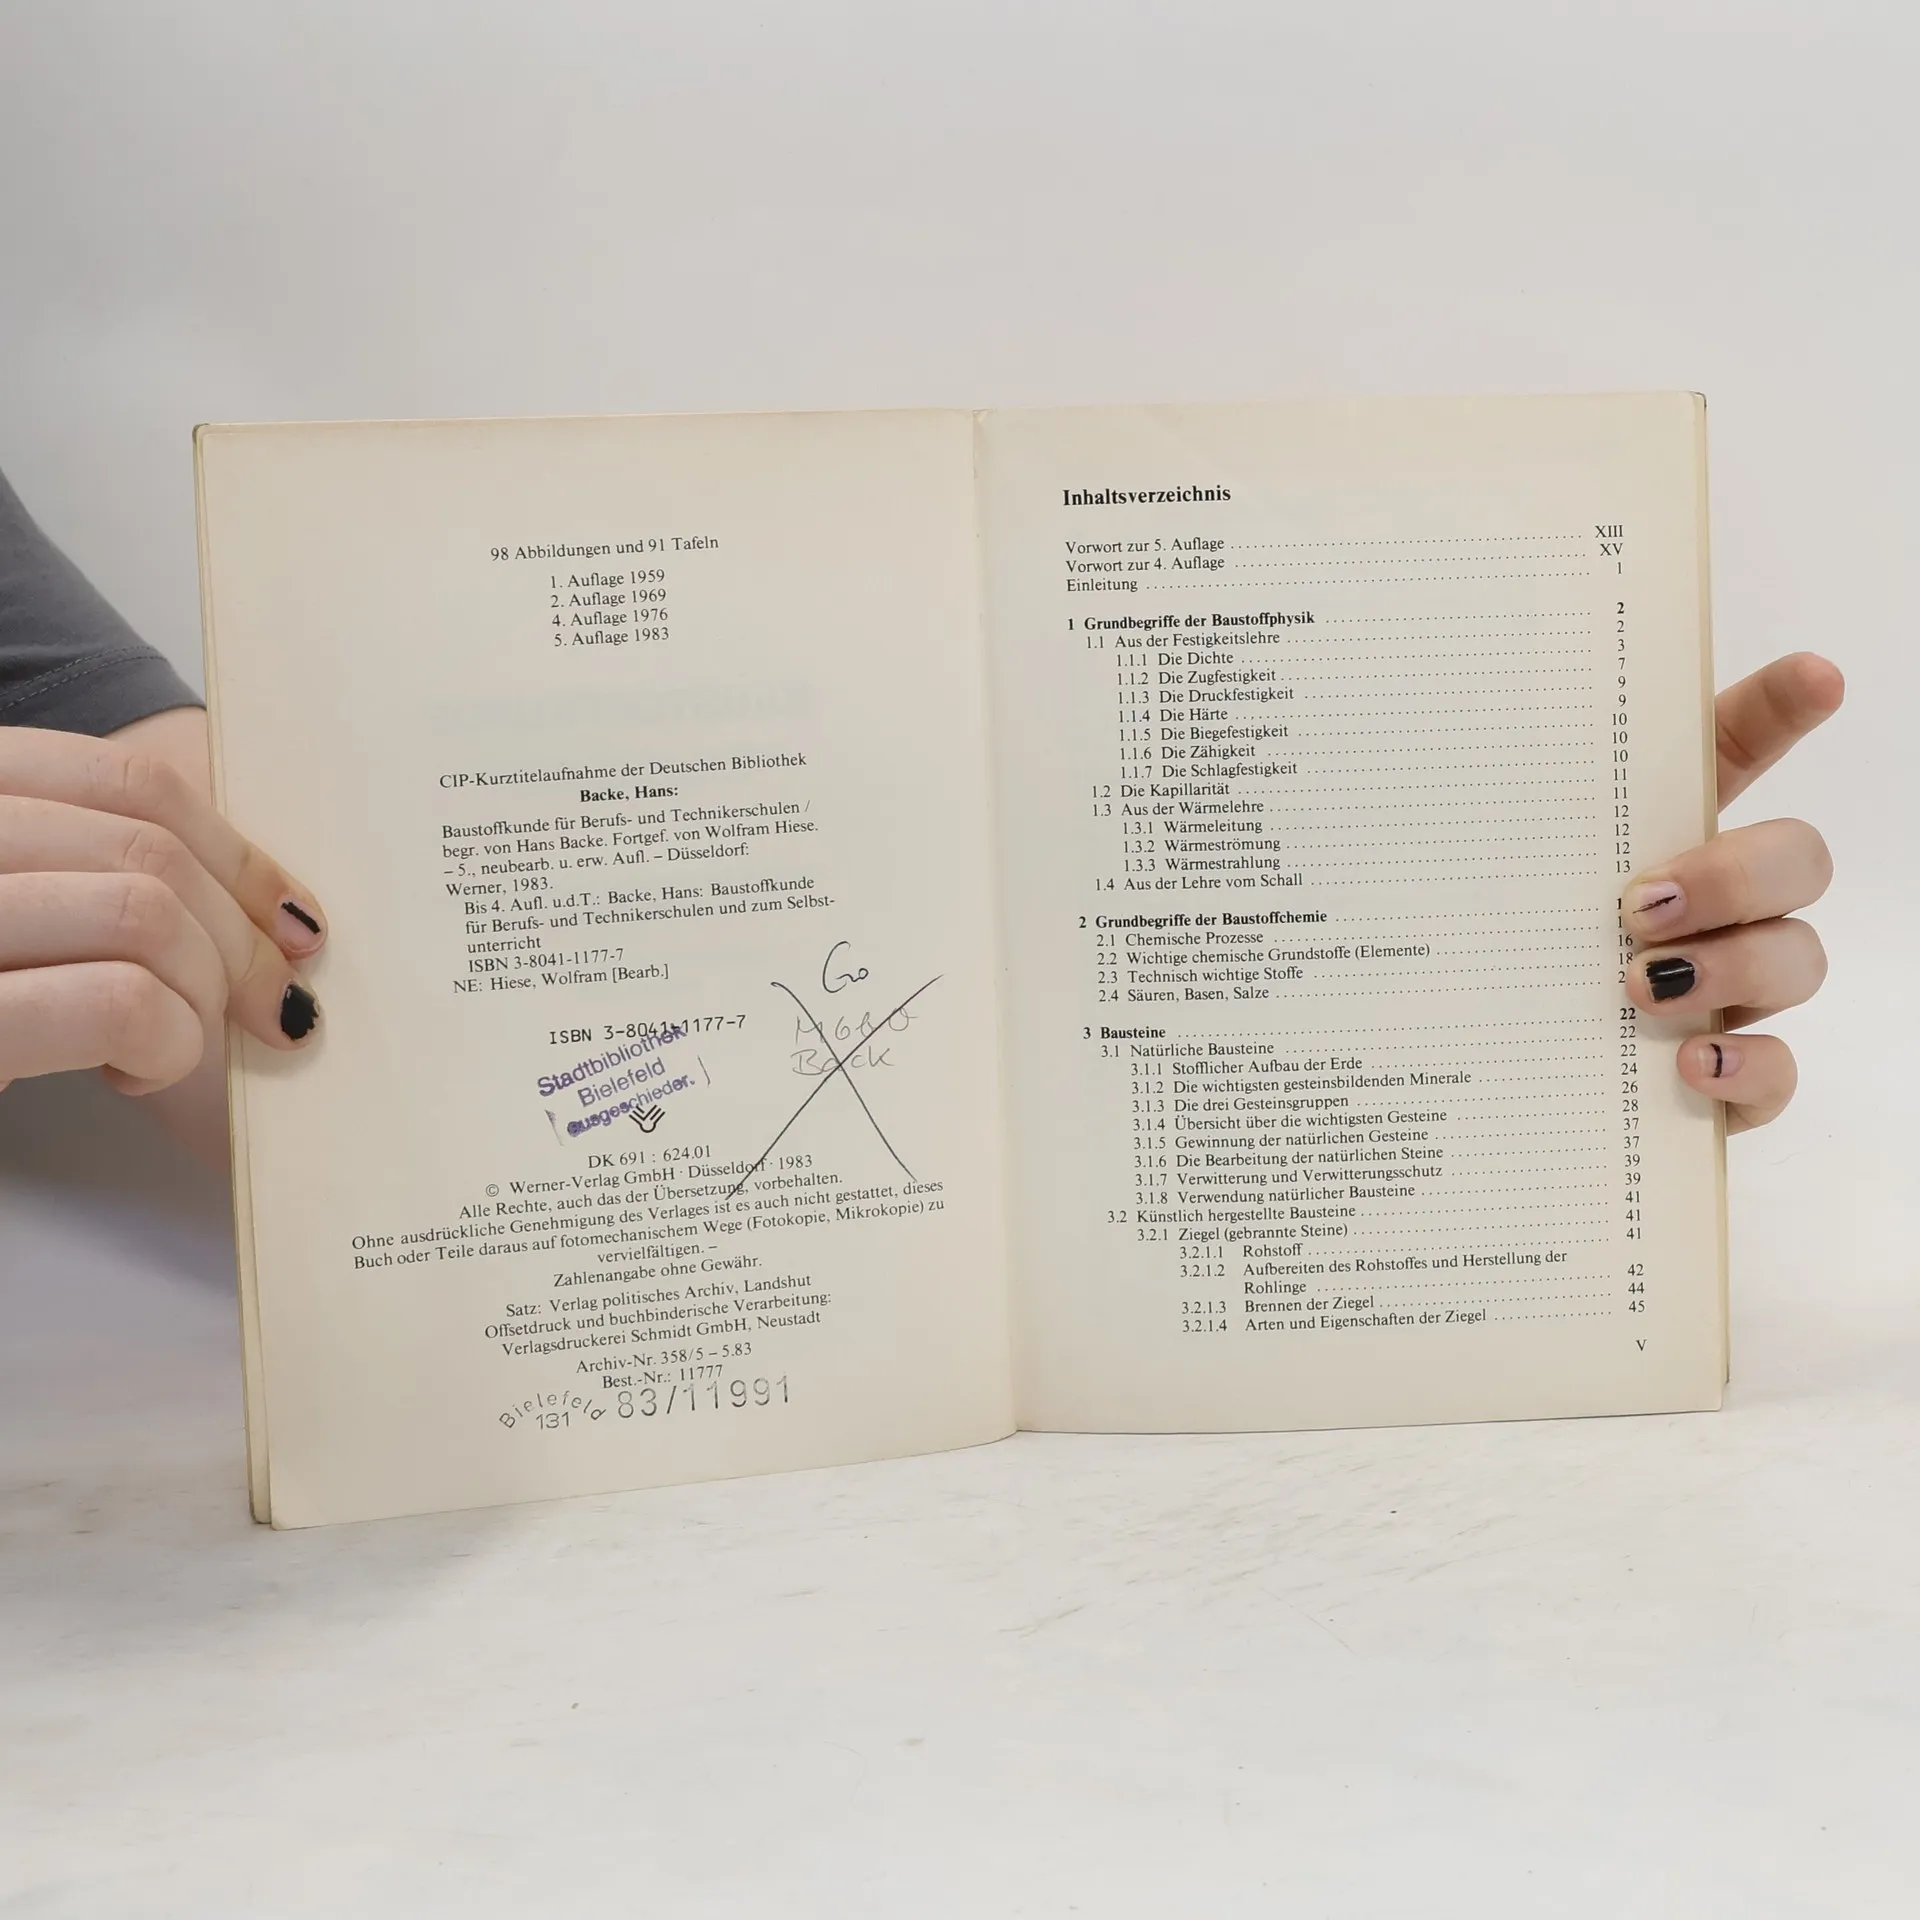 98 Abbildungen und 91 Tafeln
1. Auflage 1959
2. Auflage 1969
4. Auflage 1976
5. Auflage 1983
CIP-Kurztitelaufnahme der Deutschen Bibliothek
Backe, Hans:
Baustoffkunde für Berufs- und Technikerschulen /
begr. von Hans Backe. Fortgef. von Wolfram Hiese.
– 5., neubearb. u. erw. Aufl. – Düsseldorf:
Werner, 1983.
Bis 4. Aufl. u.d.T.: Backe, Hans: Baustoffkunde
für Berufs- und Technikerschulen und zum Selbst-
unterricht
ISBN 3-8041-1177-7
NE: Hiese, Wolfram [Bearb.]
ISBN 3-8041-1177-7
Stadtbibliothek
Bielefeld
ausgeschieden.
Back
DK 691 : 624.01
© Werner-Verlag GmbH · Düsseldorf · 1983
Alle Rechte, auch das der Übersetzung, vorbehalten.
Ohne ausdrückliche Genehmigung des Verlages ist es auch nicht gestattet, dieses
Buch oder Teile daraus auf fotomechanischem Wege (Fotokopie, Mikrokopie) zu
vervielfältigen. –
Zahlenangabe ohne Gewähr.
Satz: Verlag politisches Archiv, Landshut
Offsetdruck und buchbinderische Verarbeitung:
Verlagsdruckerei Schmidt GmbH, Neustadt
Archiv-Nr. 358/5 – 5.83
Best.-Nr.: 11777
Bielefeld
131
83/11991
Inhaltsverzeichnis
Vorwort zur 5. Auflage XIII
Vorwort zur 4. Auflage XV
Einleitung 1
1 Grundbegriffe der Baustoffphysik 2
1.1 Aus der Festigkeitslehre 2
1.1.1 Die Dichte 3
1.1.2 Die Zugfestigkeit 7
1.1.3 Die Druckfestigkeit 9
1.1.4 Die Härte 9
1.1.5 Die Biegefestigkeit 10
1.1.6 Die Zähigkeit 10
1.1.7 Die Schlagfestigkeit 10
1.2 Die Kapillarität 11
1.3 Aus der Wärmelehre 11
1.3.1 Wärmeleitung 12
1.3.2 Wärmeströmung 12
1.3.3 Wärmestrahlung 12
1.4 Aus der Lehre vom Schall 13
2 Grundbegriffe der Baustoffchemie
2.1 Chemische Prozesse
2.2 Wichtige chemische Grundstoffe (Elemente) 16
2.3 Technisch wichtige Stoffe 18
2.4 Säuren, Basen, Salze
3 Bausteine 22
3.1 Natürliche Bausteine 22
3.1.1 Stofflicher Aufbau der Erde 22
3.1.2 Die wichtigsten gesteinsbildenden Minerale 24
3.1.3 Die drei Gesteinsgruppen 26
3.1.4 Übersicht über die wichtigsten Gesteine 28
3.1.5 Gewinnung der natürlichen Gesteine 37
3.1.6 Die Bearbeitung der natürlichen Steine 37
3.1.7 Verwitterung und Verwitterungsschutz 39
3.1.8 Verwendung natürlicher Bausteine 39
3.2 Künstlich hergestellte Bausteine 41
3.2.1 Ziegel (gebrannte Steine) 41
3.2.1.1 Rohstoff 41
3.2.1.2 Aufbereiten des Rohstoffes und Herstellung der
Rohlinge 42
3.2.1.3 Brennen der Ziegel 44
3.2.1.4 Arten und Eigenschaften der Ziegel 45
V